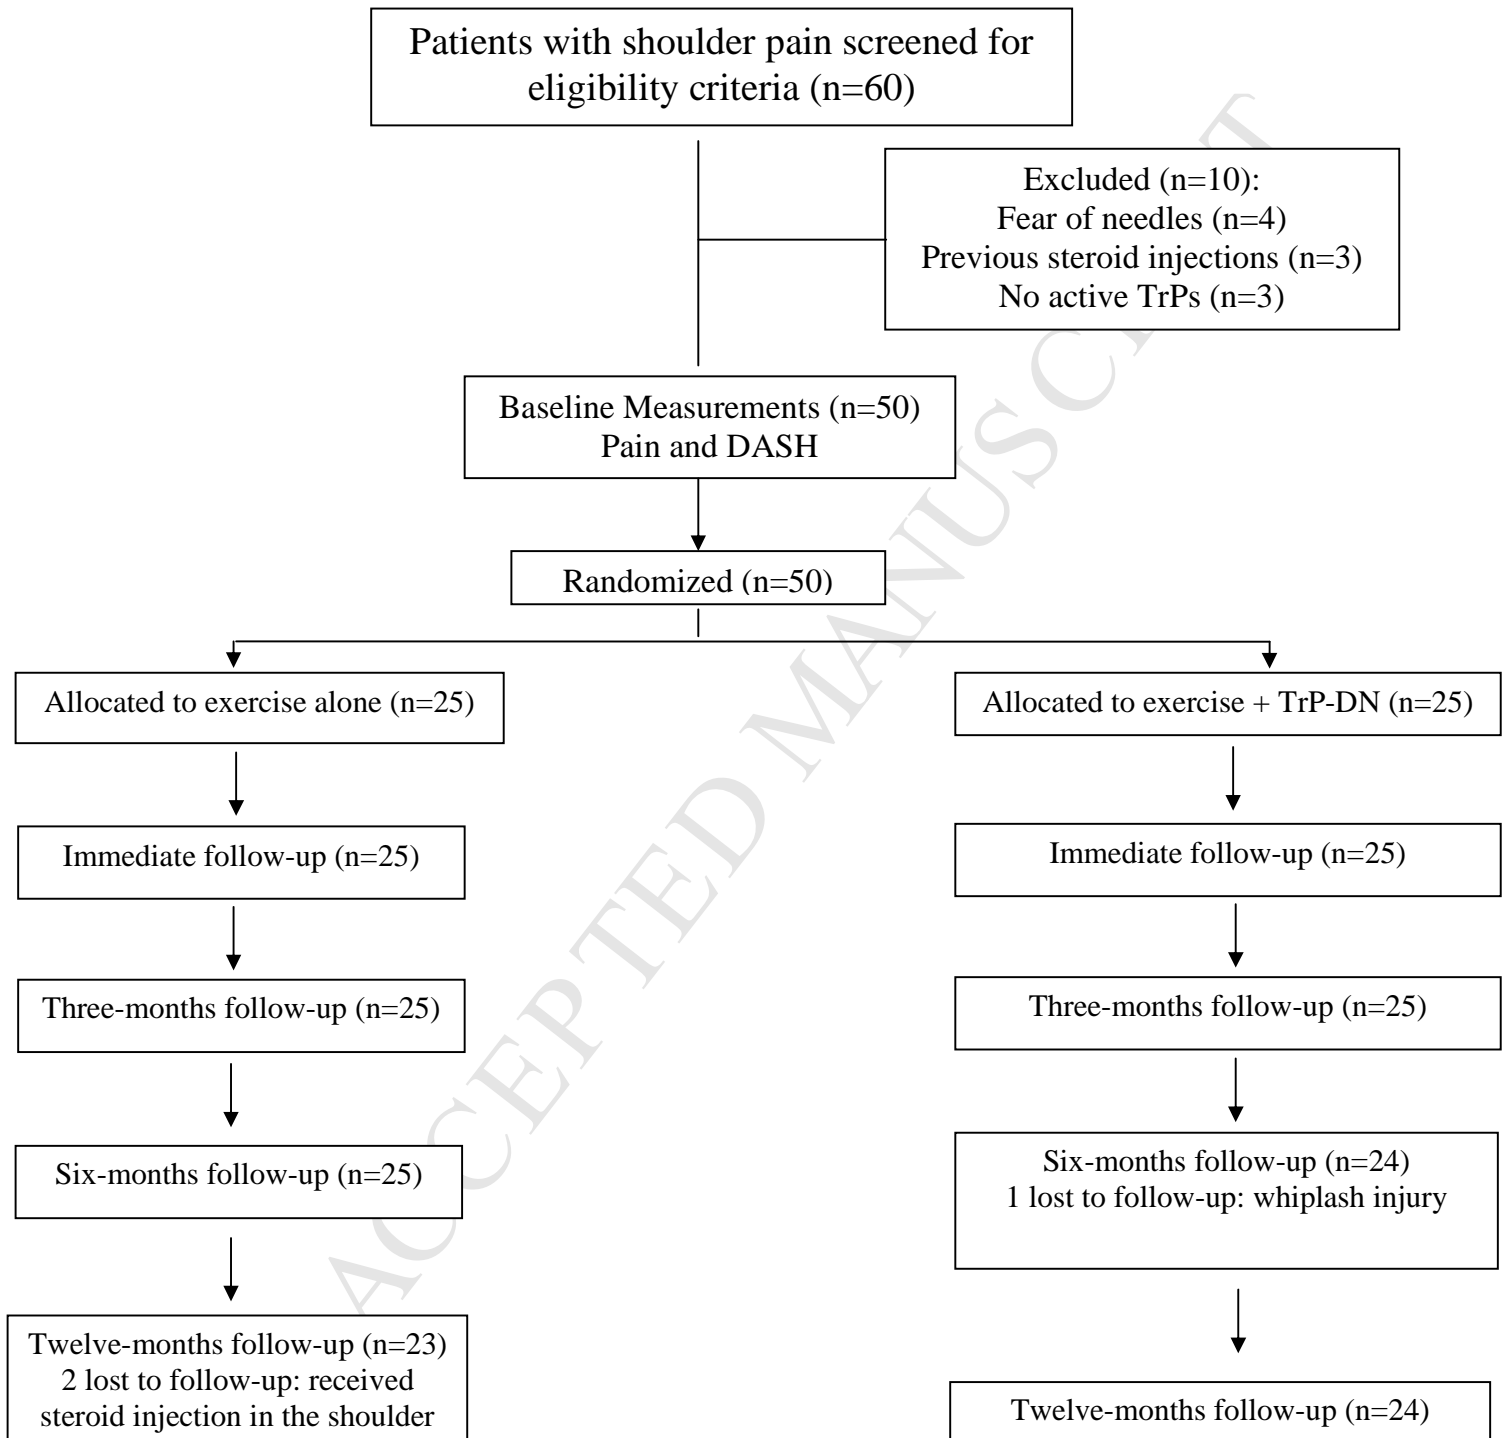 Patients with shoulder pain screened for
eligibility criteria (n=60)
Excluded (n=10):
Fear of needles (n=4)
Previous steroid injections (n=3)
No active TrPs (n=3)
Baseline Measurements (n=50)
Pain and DASH
Randomized (n=50)
Allocated to exercise alone (n=25)
Allocated to exercise + TrP-DN (n=25)
Immediate follow-up (n=25)
Immediate follow-up (n=25)
Three-months follow-up (n=25)
Three-months follow-up (n=25)
Six-months follow-up (n=25)
Six-months follow-up (n=24)
1 lost to follow-up: whiplash injury
Twelve-months follow-up (n=23)
2 lost to follow-up: received
steroid injection in the shoulder
Twelve-months follow-up (n=24)
ACCEPTED MANUSCRIPT